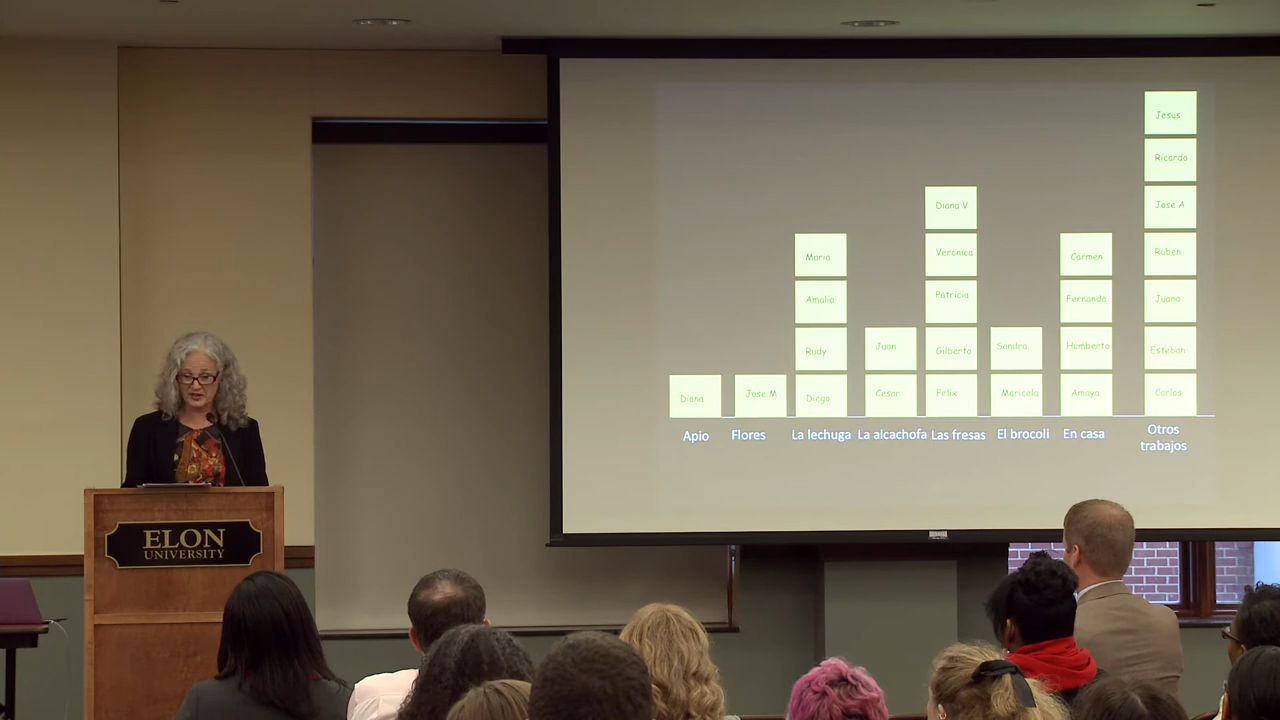 Jesus
Ricardo
Diana V
Jose A
Maria
Veronica
Carmen
Ruben
Amalia
Patricia
Fernando
Juana
Rudy
Juan
Gilberto
Sandra
Humberto
Esteban
Diana
Jose M
Diego
Cesar
Felix
Maricela
Amaya
Carlos
Apio
Flores
La lechuga
La alcachofa
Las fresas
El brocoli
En casa
Otros
trabajos
ELON
UNIVERSITY